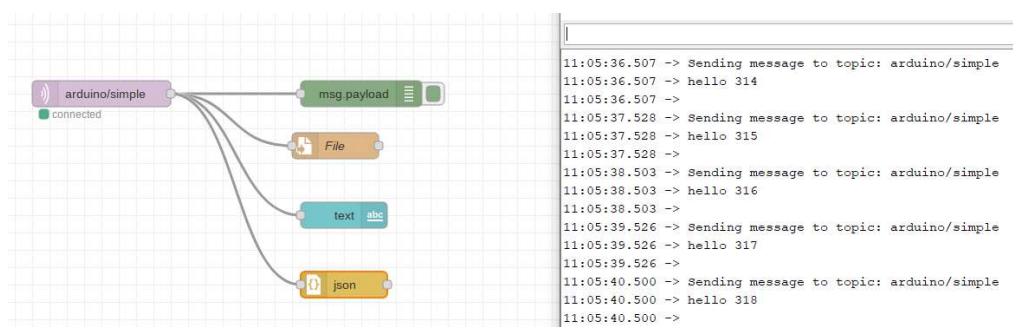 arduino/simple
connected
msg.payload
File
text
abc
json
11:05:36.507 -> Sending message to topic: arduino/simple
11:05:36.507 -> hello 314
11:05:36.507 ->
11:05:37.528 -> Sending message to topic: arduino/simple
11:05:37.528 -> hello 315
11:05:37.528 ->
11:05:38.503 -> Sending message to topic: arduino/simple
11:05:38.503 -> hello 316
11:05:38.503 ->
11:05:39.526 -> Sending message to topic: arduino/simple
11:05:39.526 -> hello 317
11:05:39.526 ->
11:05:40.500 -> Sending message to topic: arduino/simple
11:05:40.500 -> hello 318
11:05:40.500 ->